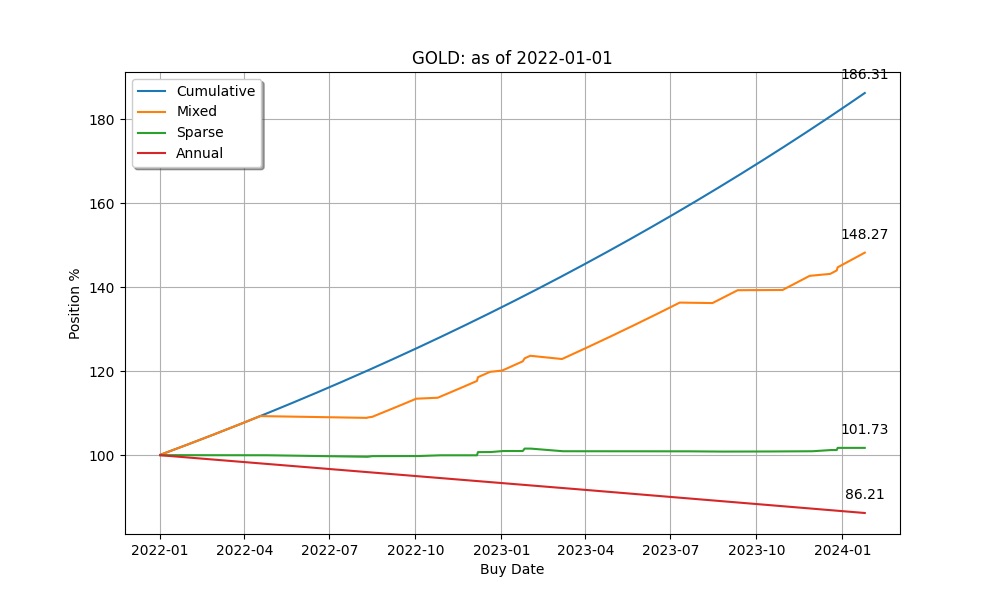 GOLD: as of 2022-01-01
186.31
Cumulative
Mixed
Sparse
Annual
180
160
148.27
140
120
101.73
100
86.21
Position %
2022-01 2022-04 2022-07 2022-10 2023-01 2023-04 2023-07 2023-10 2024-01
Buy Date